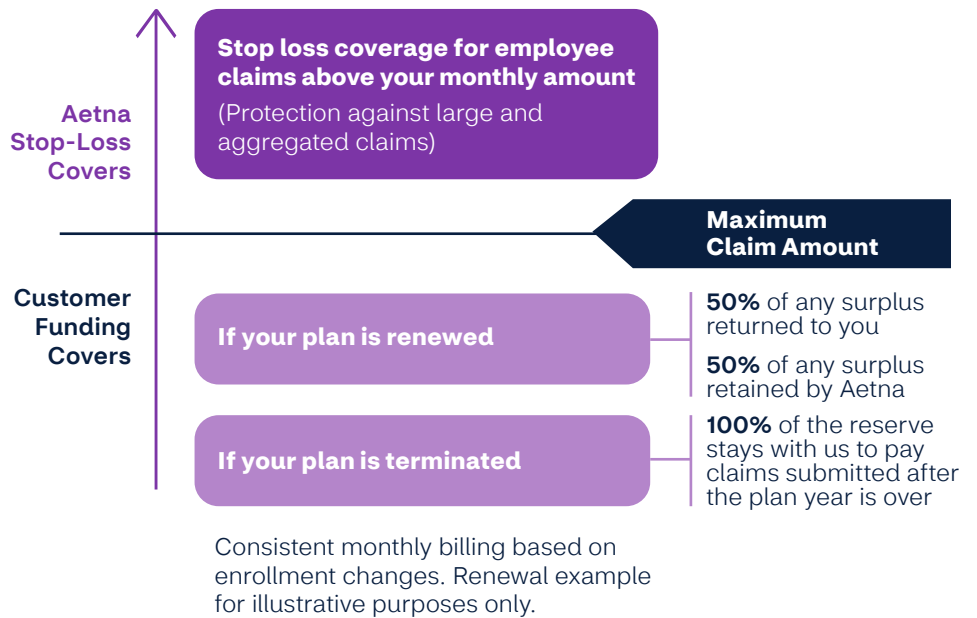 Stop loss coverage for employee
claims above your monthly amount
(Protection against large and
aggregated claims)
Aetna
Stop-Loss
Covers
Maximum
Claim Amount
Customer
Funding
Covers
If your plan is renewed
50% of any surplus
returned to you
50% of any surplus
retained by Aetna
If your plan is terminated
100% of the reserve
stays with us to pay
claims submitted after
the plan year is over
Consistent monthly billing based on
enrollment changes. Renewal example
for illustrative purposes only.